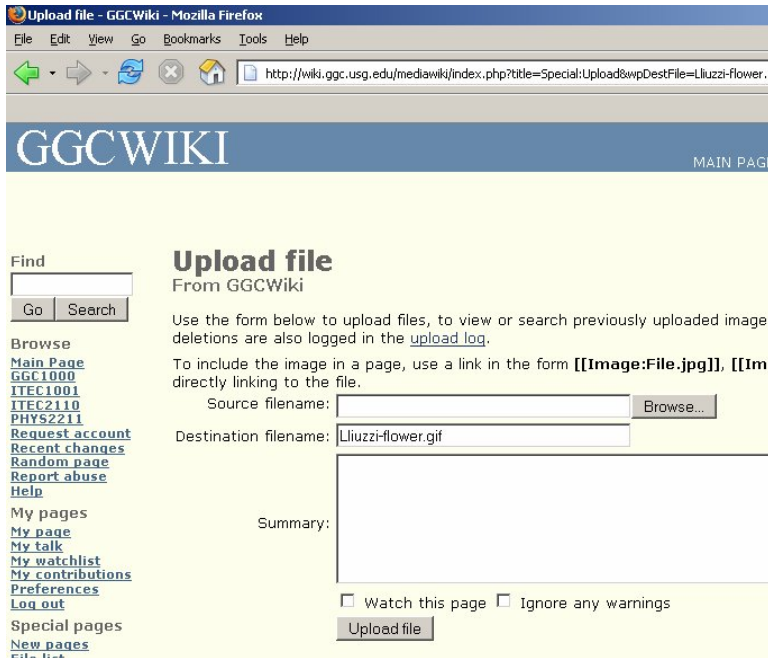 Upload file - GGCWiki - Mozilla Firefox
File Edit View Go Bookmarks Tools Help
http://wiki.ggc.usg.edu/mediawiki/index.php?title=Special:Upload&wpDestFile=Lliuzzi-flower.
GGCWIKI
MAIN PAG
Find
Go Search
Browse
Main Page
GGC1000
ITEC1001
ITEC2110
PHYS2211
Request account
Recent changes
Random page
Report abuse
Help
My pages
My page
My talk
My watchlist
My contributions
Preferences
Log out
Special pages
New pages
File list
Upload file
From GGCWiki
Use the form below to upload files, to view or search previously uploaded image
deletions are also logged in the upload log.
To include the image in a page, use a link in the form [[Image:File.jpg]], [[Im
directly linking to the file.
Source filename: Browse...
Destination filename: Lliuzzi-flower.gif
Summary:
Watch this page Ignore any warnings
Upload file